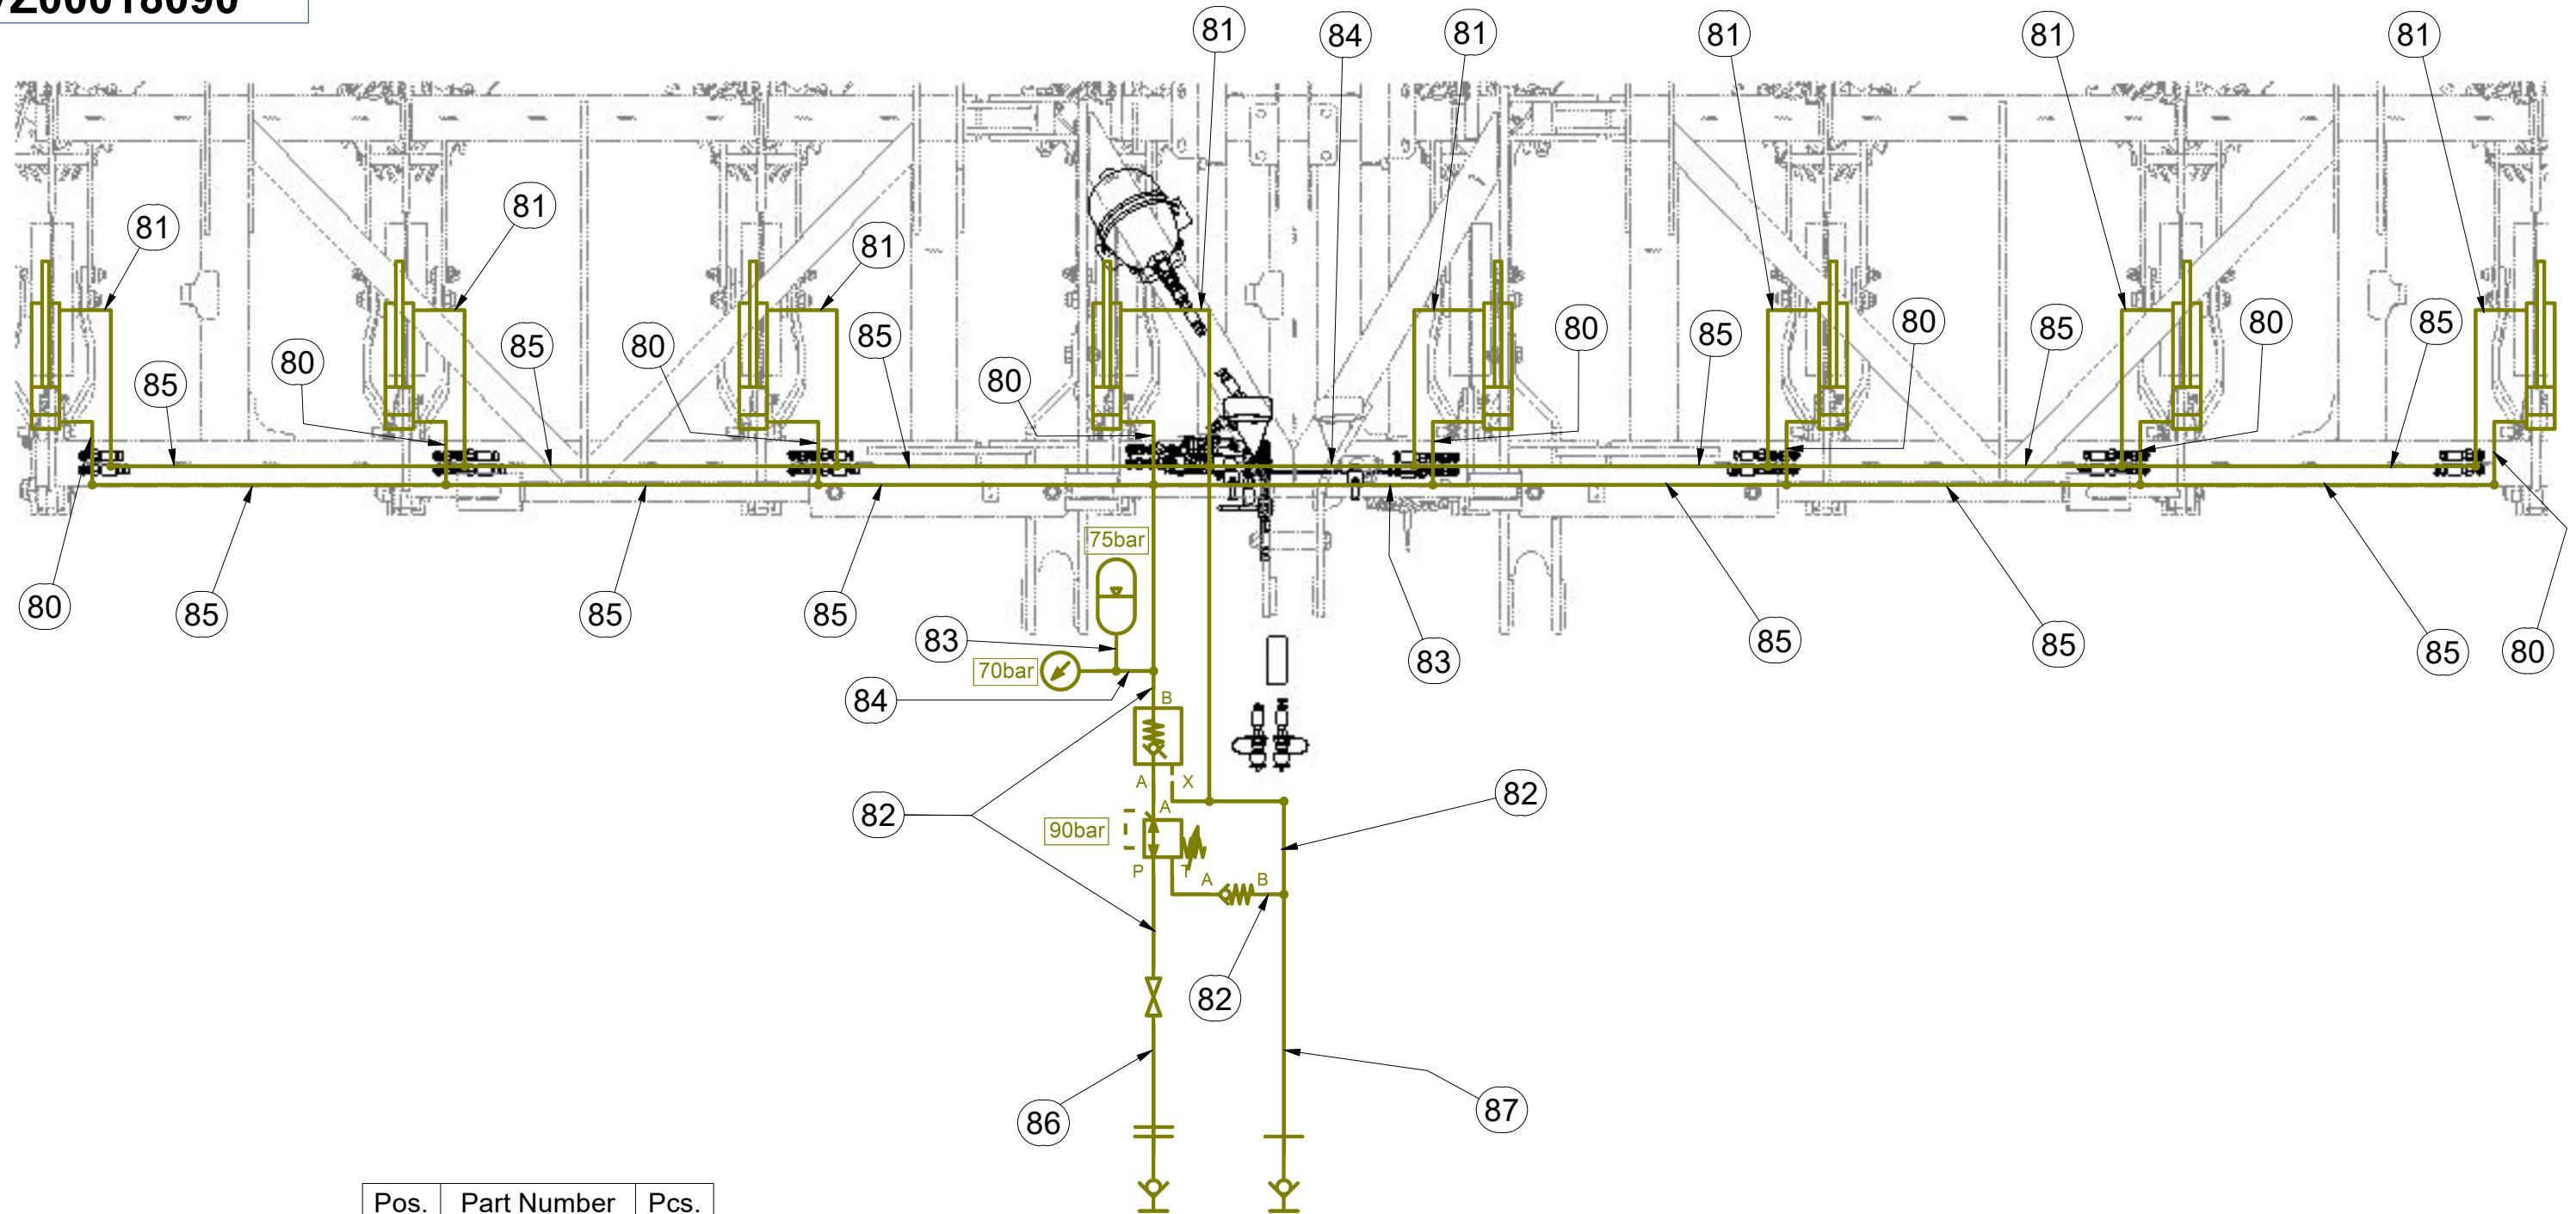 81 84 81 81 81 81
81 81 81
85 80 85 80 85 80 80 85 80 85 80 85
75bar
80 85 85 85 83 70bar 83 85 85 85 80
84 B
A X
82 A 82
90bar
P T A B
82
86 87
Pos. Part Number Pcs.